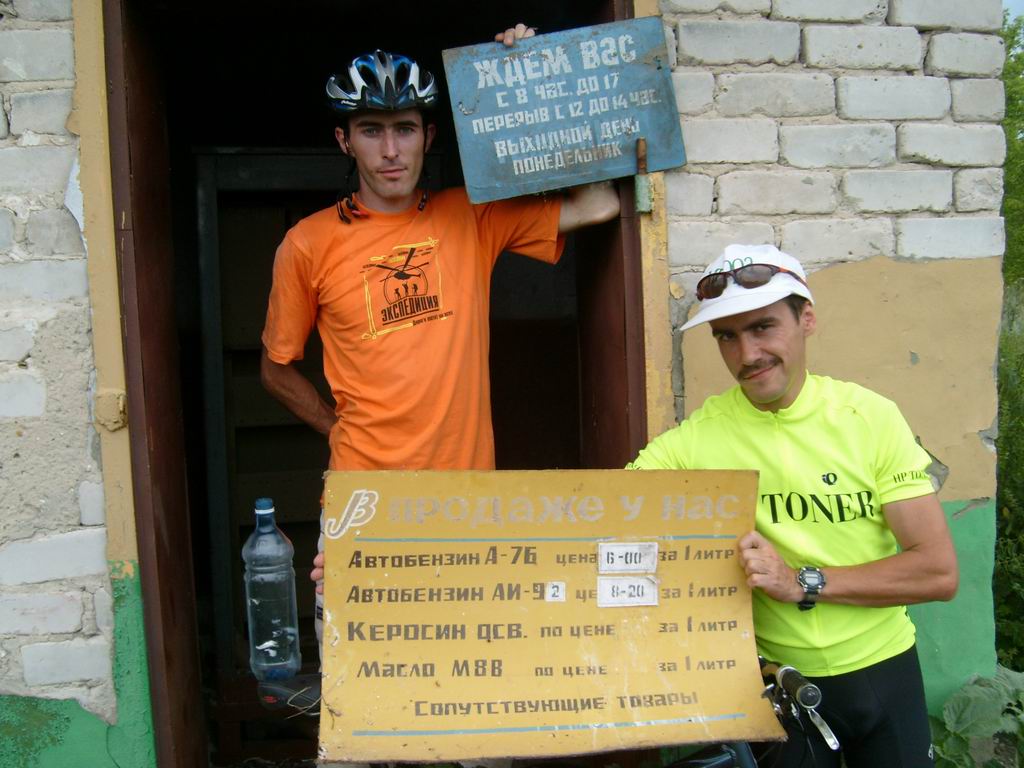 ЖДЕМ ВАС
С 8 ЧАС. ДО 17
ПЕРЕРЫВ С 12 ДО 14 ЧАС.
ВЫХОДНОЙ ДЕНЬ
ПОНЕДЕЛЬНИК
ЭКСПЕДИЦИЯ
TONER
HP TO
В продаже у нас
Автобензин А-76 цена 6-00 за 1 литр
Автобензин АИ-92 це 8-20 за 1 литр
Керосин осв. по цене за 1 литр
Масло М8В по цене за 1 литр
Сопутствующие товары